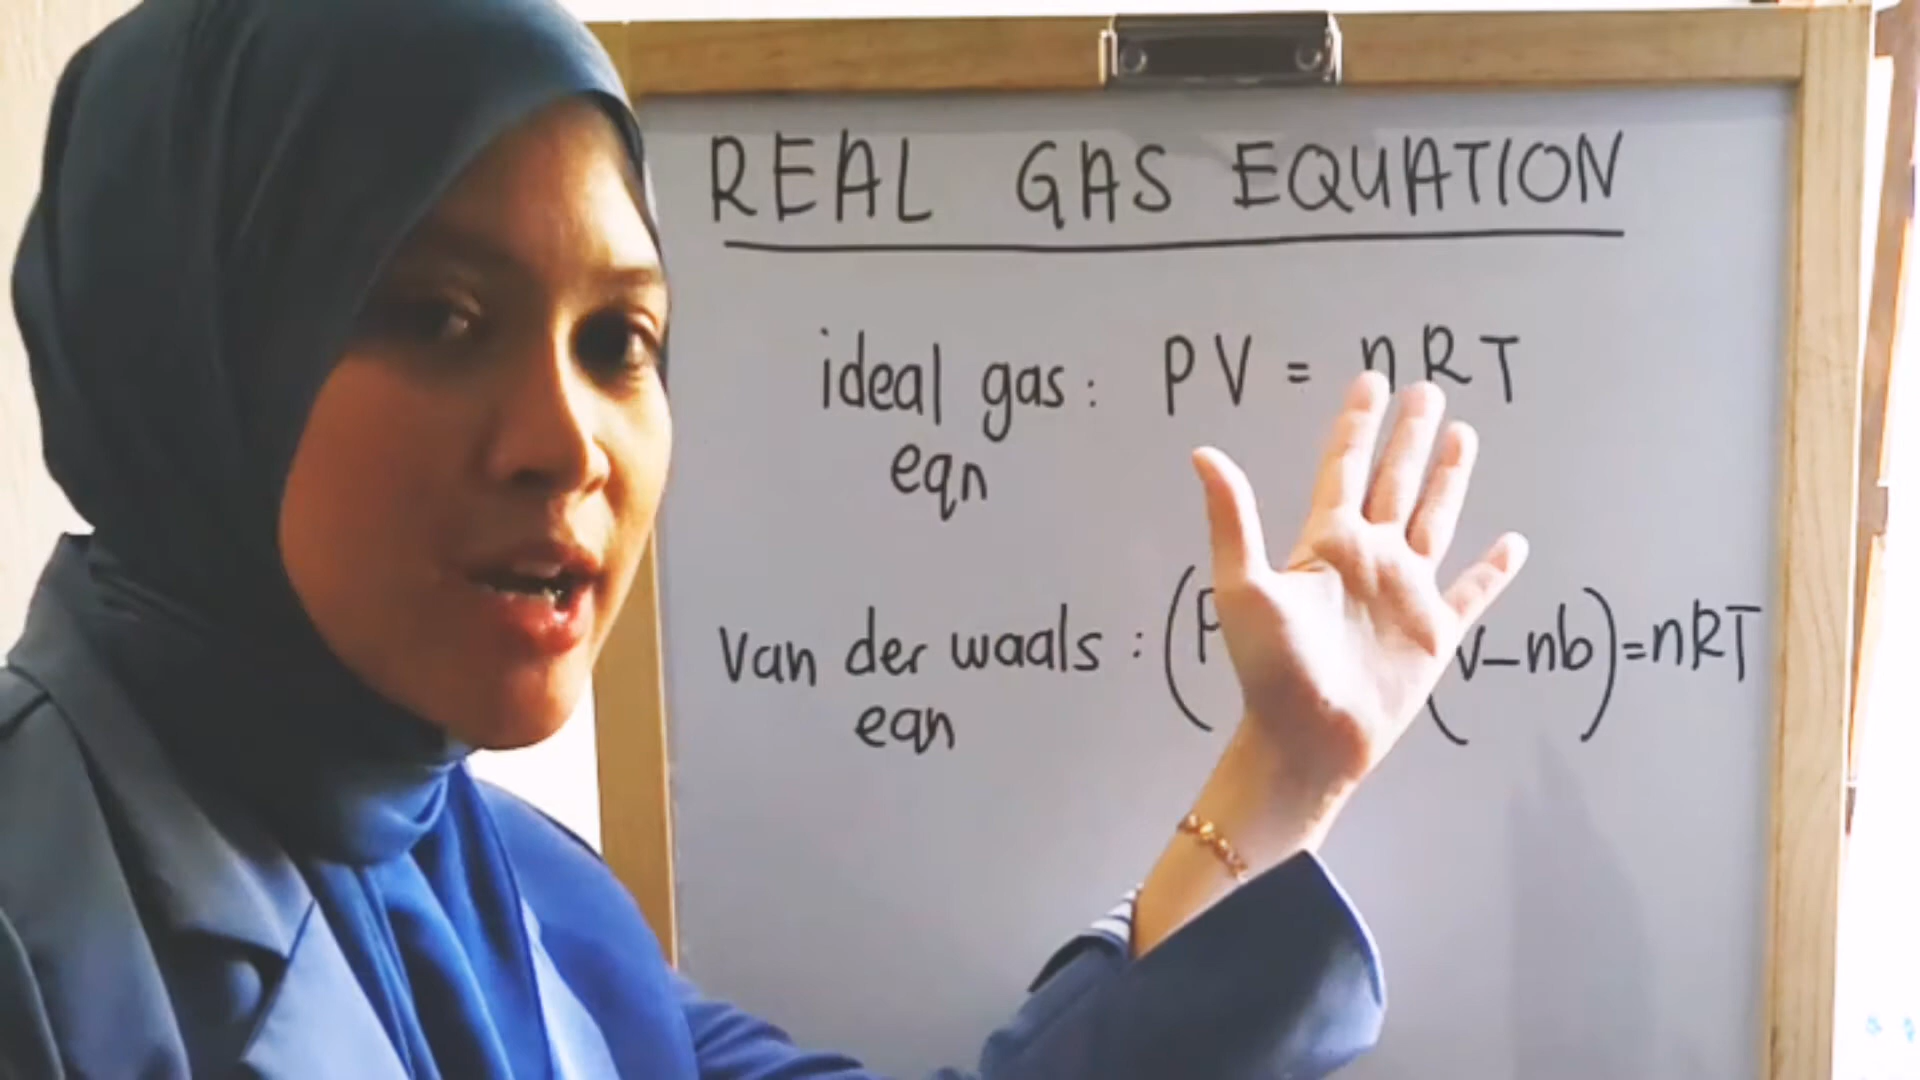 REAL GAS EQUATION
ideal gas: PV = nRT
eqn
van der waals : (P v-nb)=nRT
eqn